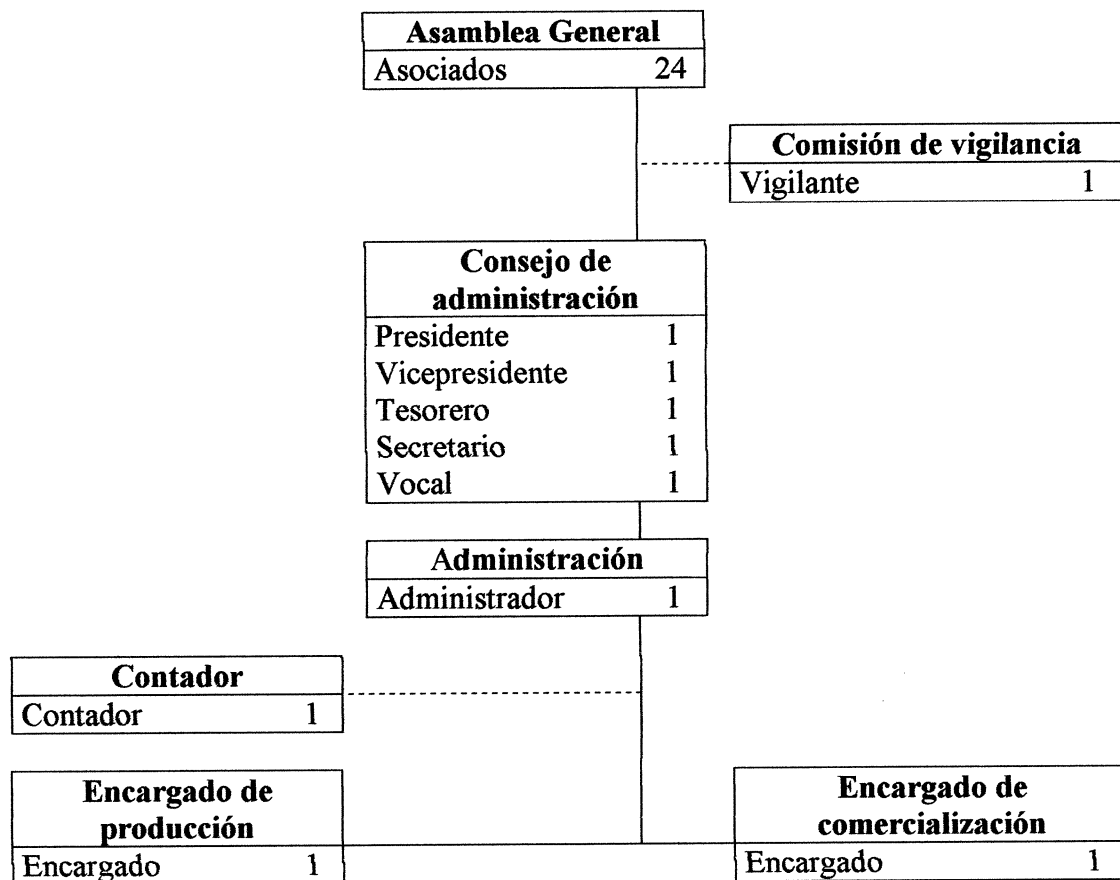 Asamblea General
Asociados 24
Comisión de vigilancia
Vigilante 1
Consejo de
administración
Presidente 1
Vicepresidente 1
Tesorero 1
Secretario 1
Vocal 1
Administración
Administrador 1
Contador
Contador 1
Encargado de
producción
Encargado 1
Encargado de
comercialización
Encargado 1